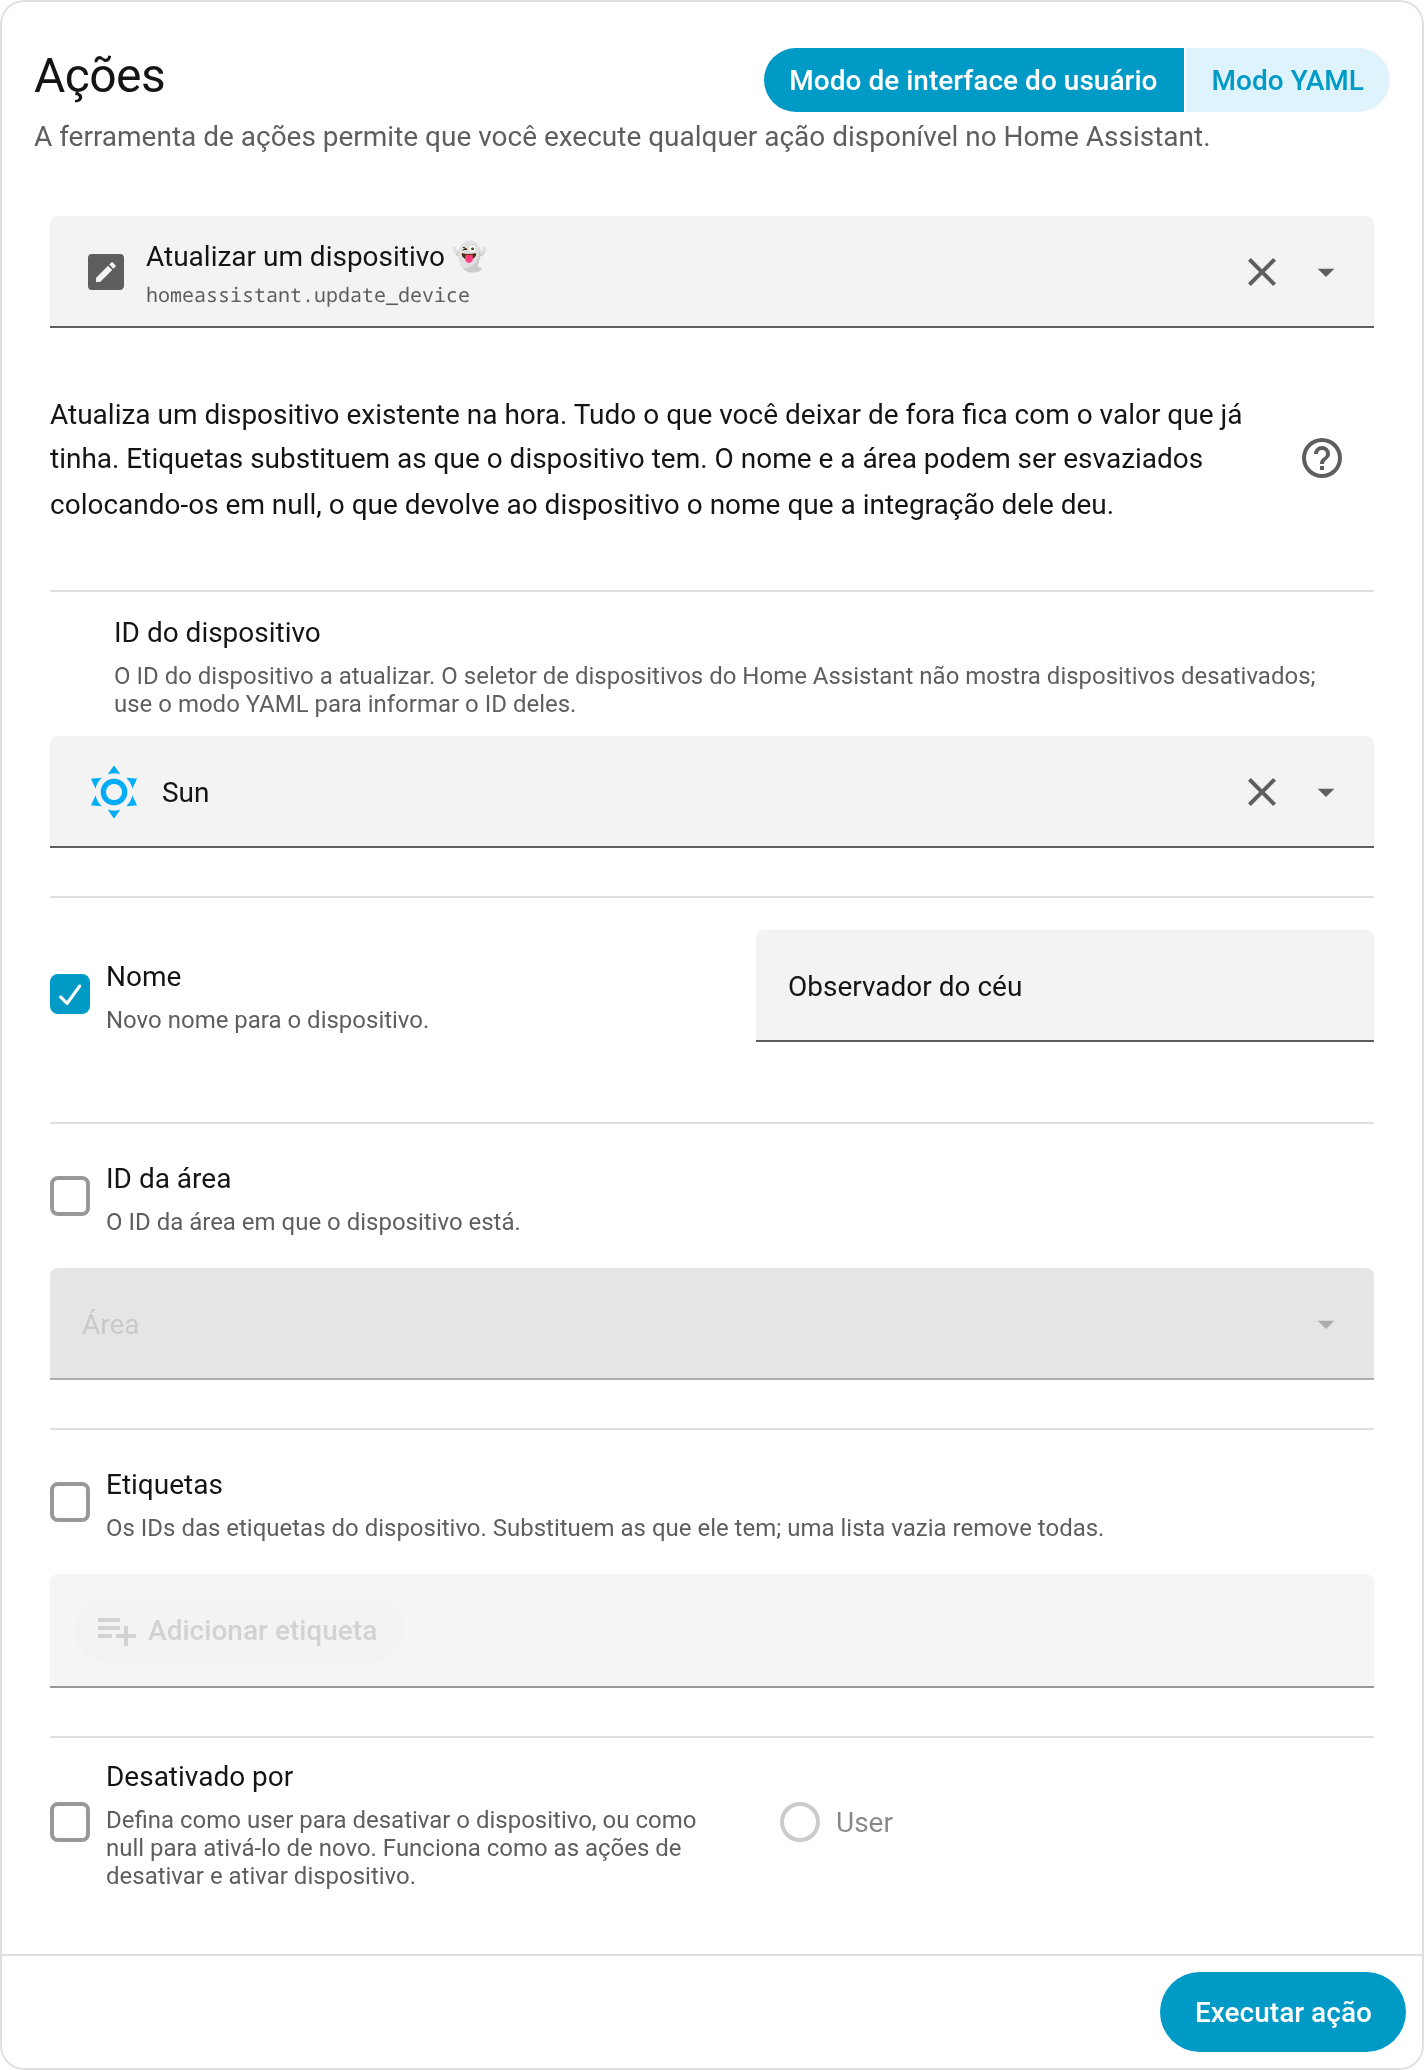 Ações
Modo de interface do usuário
Modo YAML
A ferramenta de ações permite que você execute qualquer ação disponível no Home Assistant.
Atualizar um dispositivo 👻
homeassistant.update_device
Atualiza um dispositivo existente na hora. Tudo o que você deixar de fora fica com o valor que já
tinha. Etiquetas substituem as que o dispositivo tem. O nome e a área podem ser esvaziados
colocando-os em null, o que devolve ao dispositivo o nome que a integração dele deu.
ID do dispositivo
O ID do dispositivo a atualizar. O seletor de dispositivos do Home Assistant não mostra dispositivos desativados;
use o modo YAML para informar o ID deles.
Sun
Nome
Novo nome para o dispositivo.
Observador do céu
ID da área
O ID da área em que o dispositivo está.
Área
Etiquetas
Os IDs das etiquetas do dispositivo. Substituem as que ele tem; uma lista vazia remove todas.
Adicionar etiqueta
Desativado por
Defina como user para desativar o dispositivo, ou como
null para ativá-lo de novo. Funciona como as ações de
desativar e ativar dispositivo.
User
Executar ação